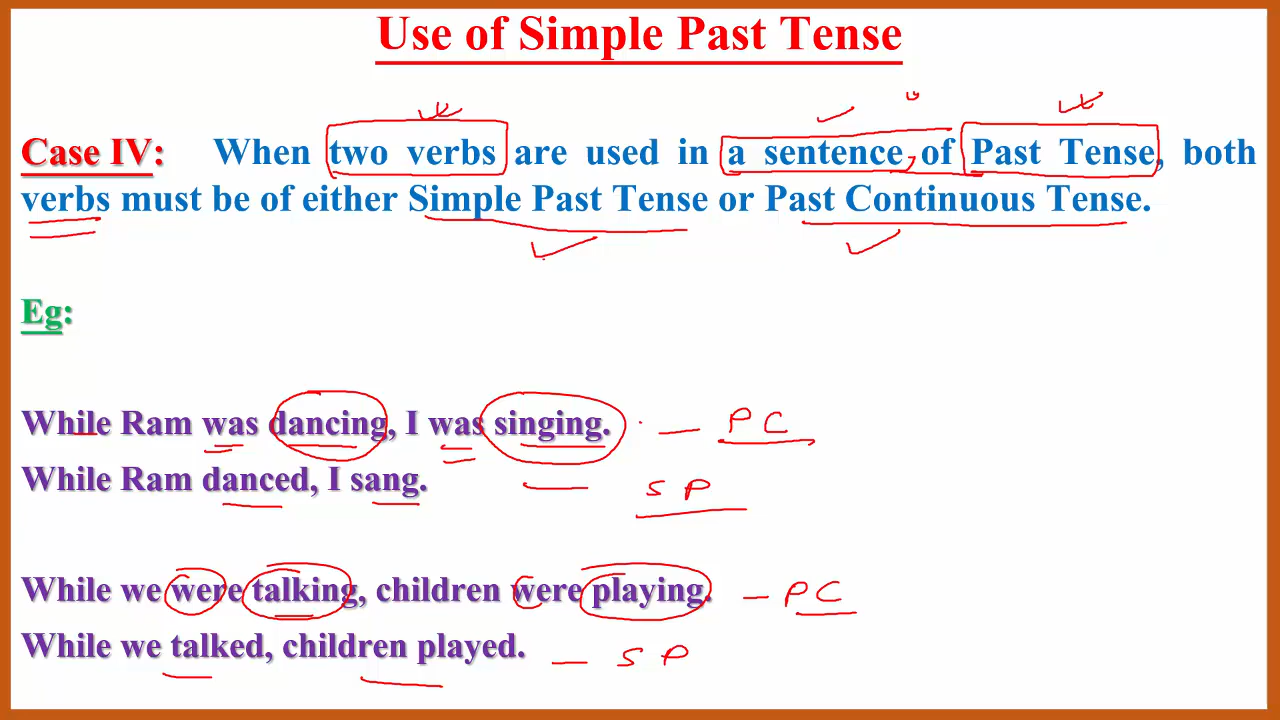 Use of Simple Past Tense
Case IV: When two verbs are used in a sentence, of Past Tense, both
verbs must be of either Simple Past Tense or Past Continuous Tense.
Eg:
While Ram was dancing, I was singing. — PC
While Ram danced, I sang. — SP
While we were talking, children were playing. — PC
While we talked, children played. — SP